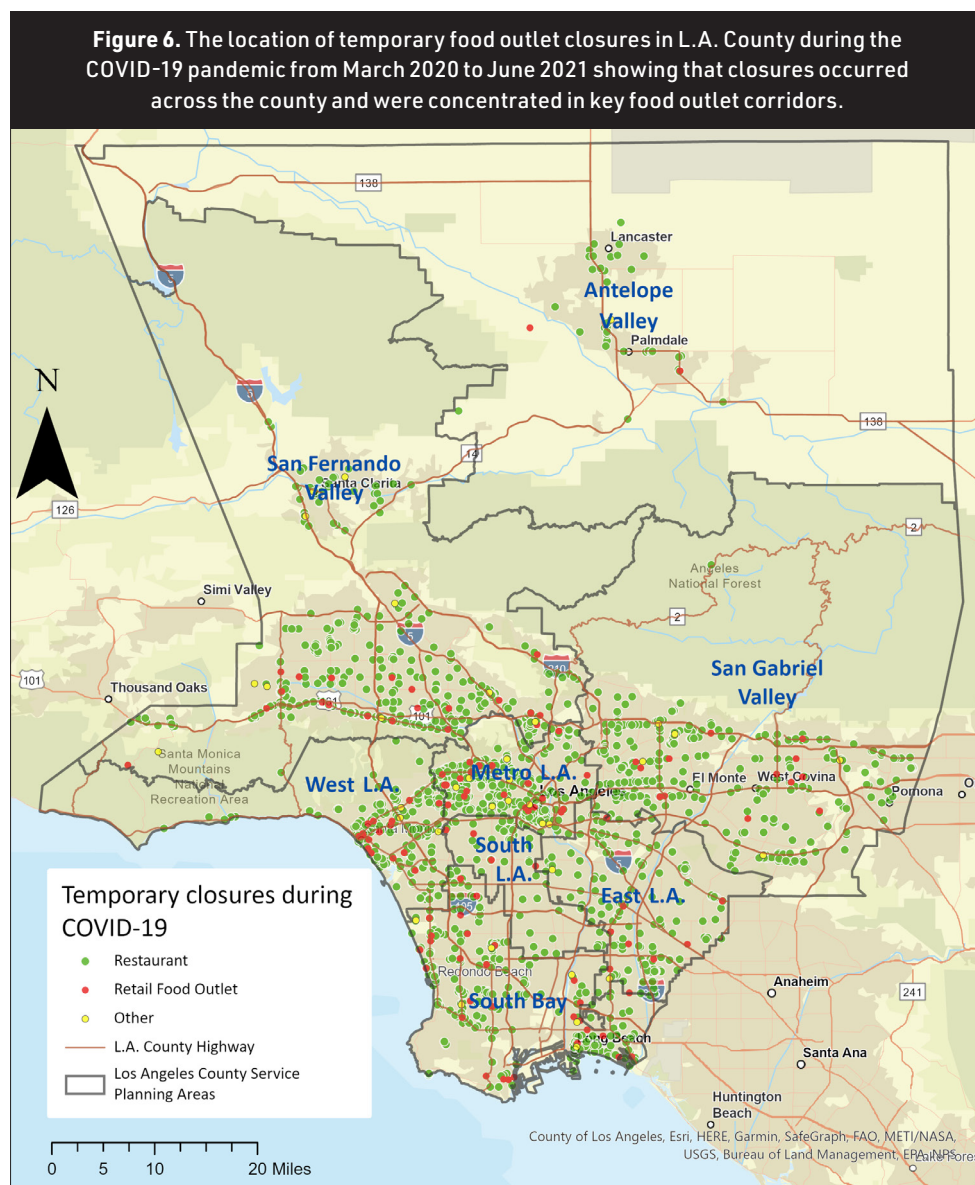 Figure 6. The location of temporary food outlet closures in L.A. County during the
COVID-19 pandemic from March 2020 to June 2021 showing that closures occurred
across the county and were concentrated in key food outlet corridors.
138
Lancaster
5
Antelope
Valley
Palmdale
N
5
138
14
San Fernando
Santa Clarita
Valley
126
2
Angeles
National Forest
Simi Valley
2
5
210
San Gabriel
Valley
101
Thousand Oaks
101
101
Santa Monica
Mountains
National
Recreation Area
West L.A.
Metro L.A.
Los Angeles
El Monte
West Covina
Pomona
South
L.A.
5
East L.A.
Temporary closures during
COVID-19
Restaurant
Retail Food Outlet
Other
L.A. County Highway
Los Angeles County Service
Planning Areas
Redondo Beach
South Bay
Long Beach
Anaheim
241
Santa Ana
Huntington
Beach
County of Los Angeles, Esri, HERE, Garmin, SafeGraph, FAO, METI/NASA,
USGS, Bureau of Land Management, EPA, NPS
0 5 10 20 Miles